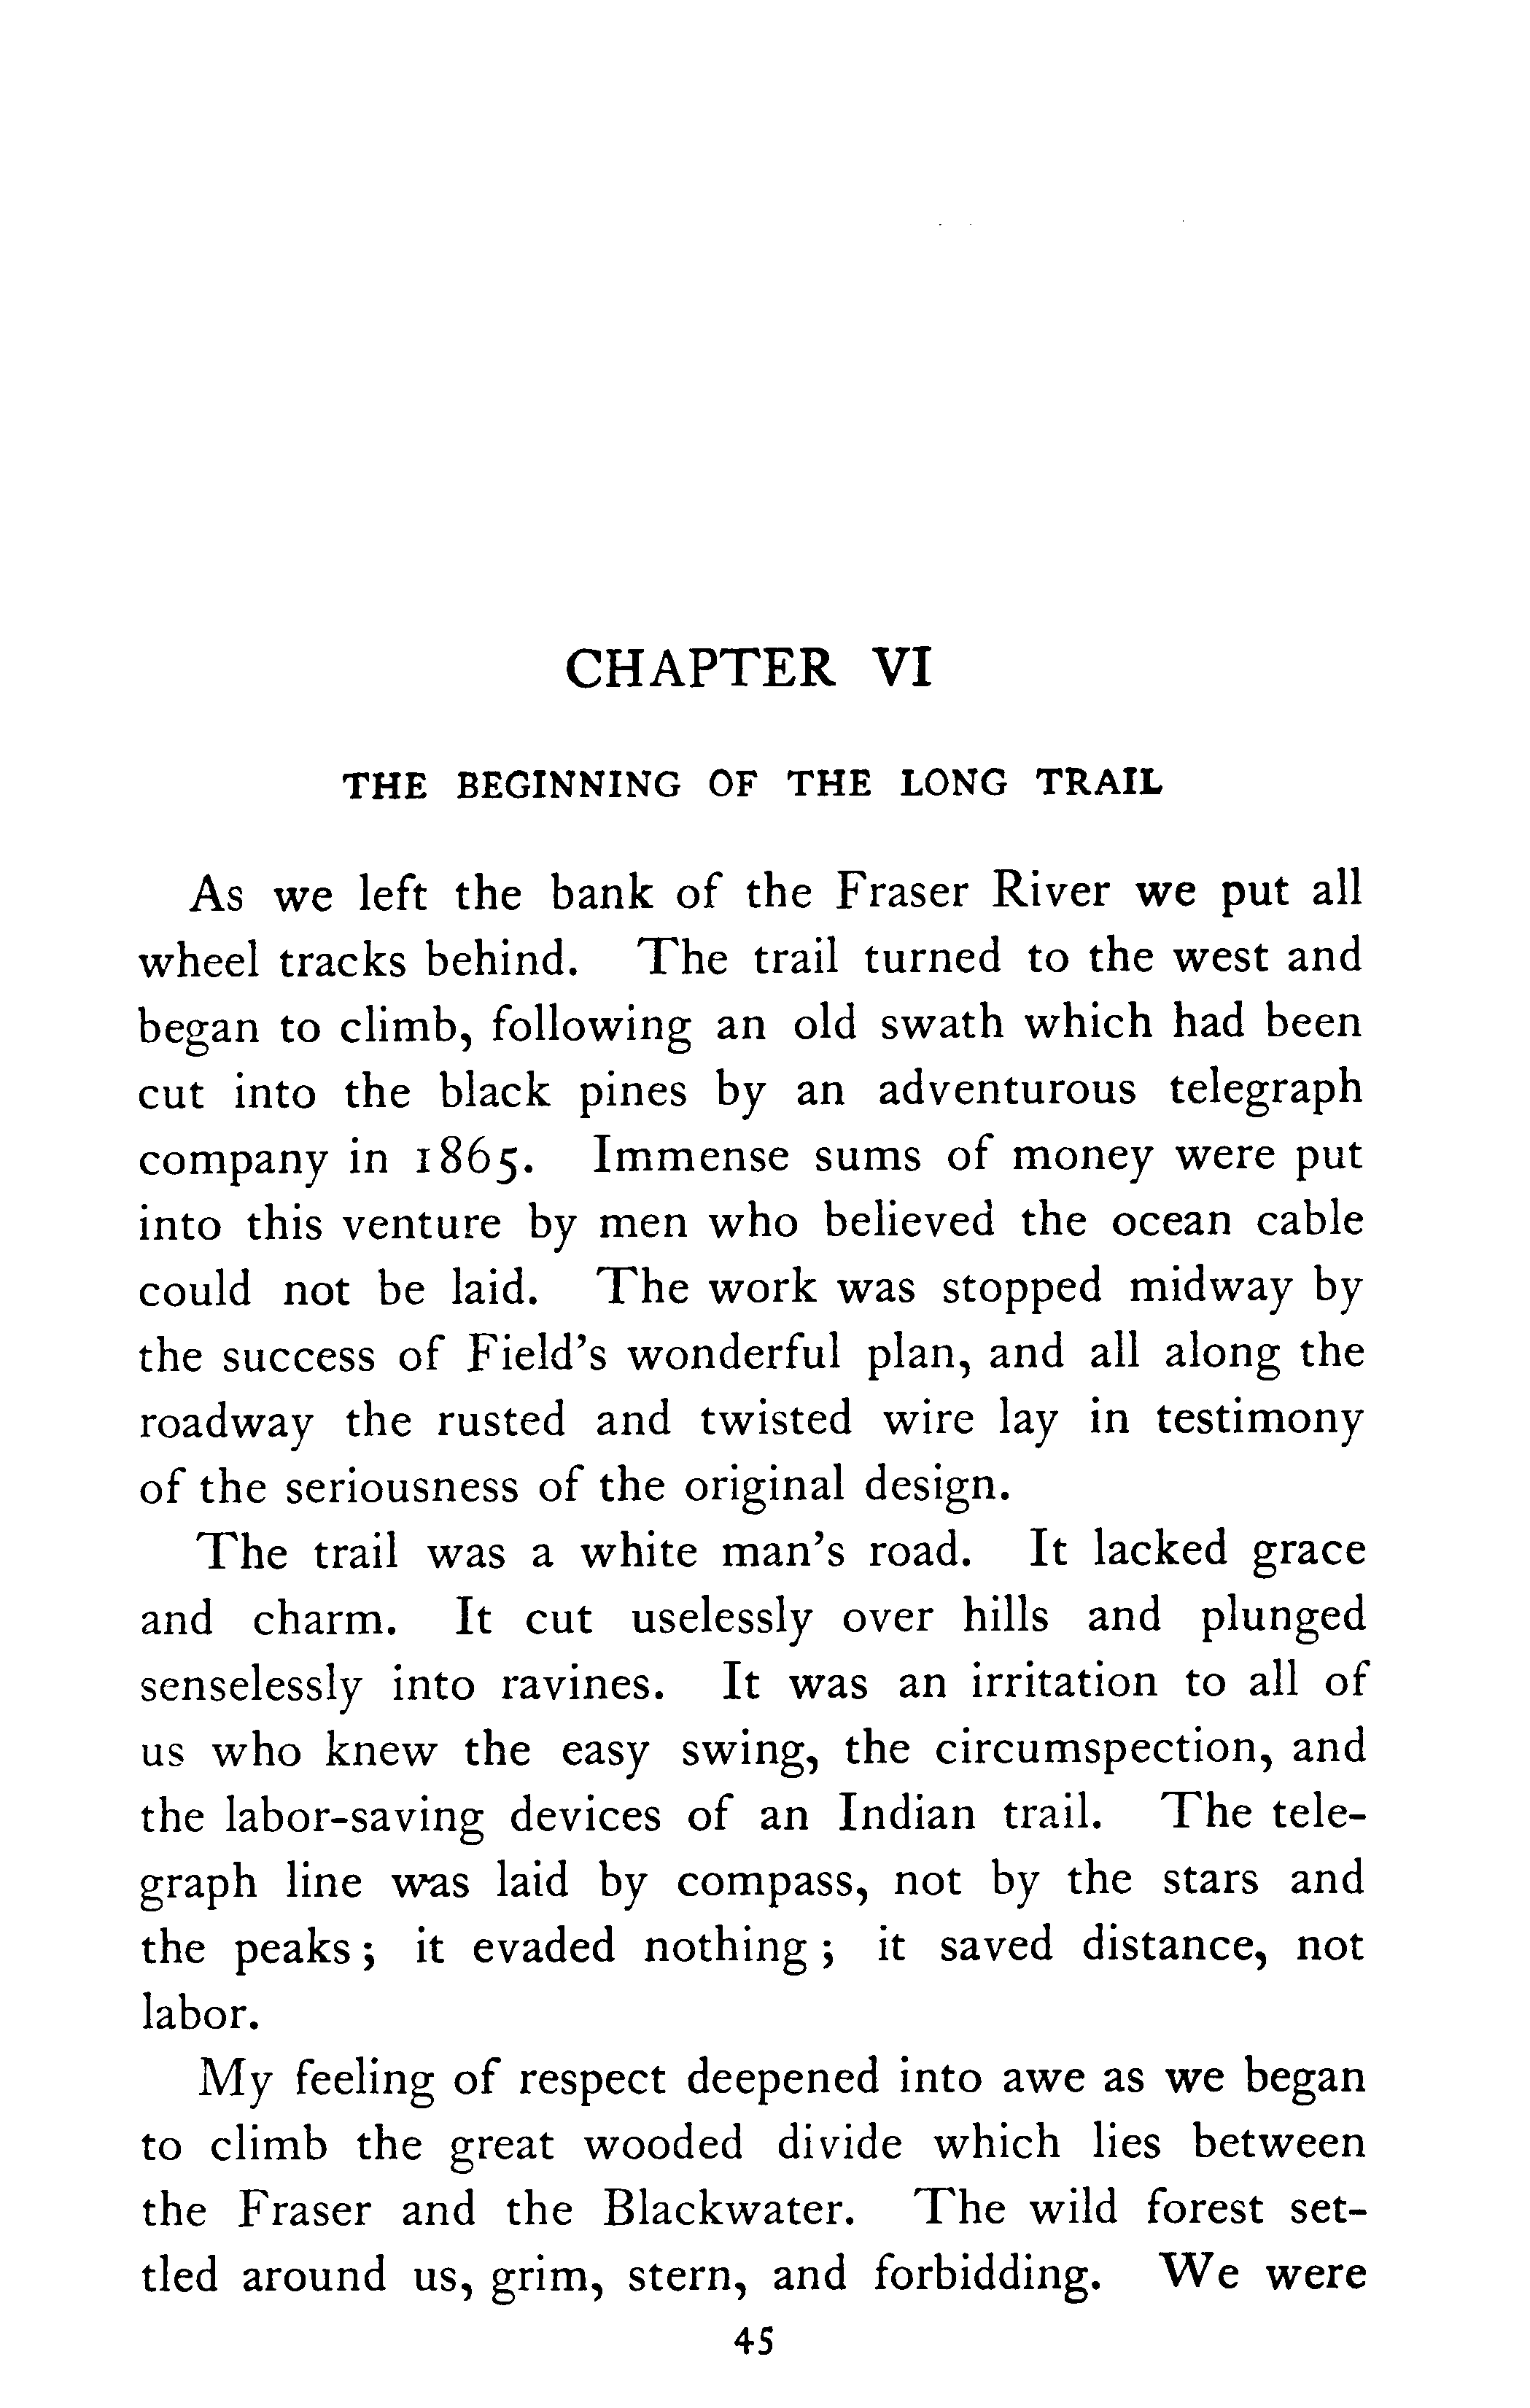 CHAPTER VI
THE BEGINNING OF THE LONG TRAIL
As we left the bank of the Fraser River we put all
wheel tracks behind. The trail turned to the west and
began to climb, following an old swath which had been
cut into the black pines by an adventurous telegraph
company in 1865. Immense sums of money were put
into this venture by men who believed the ocean cable
could not be laid. The work was stopped midway by
the success of Field's wonderful plan, and all along the
roadway the rusted and twisted wire lay in testimony
of the seriousness of the original design.
The trail was a white man's road. It lacked grace
and charm. It cut uselessly over hills and plunged
senselessly into ravines. It was an irritation to all of
us who knew the easy swing, the circumspection, and
the labor-saving devices of an Indian trail. The tele-
graph line was laid by compass, not by the stars and
the peaks; it evaded nothing; it saved distance, not
labor.
My feeling of respect deepened into awe as we began
to climb the great wooded divide which lies between
the Fraser and the Blackwater. The wild forest set-
tled around us, grim, stern, and forbidding. We were
45